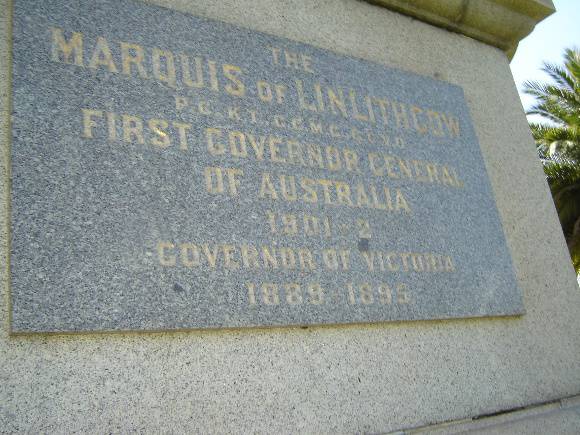 THE
MARQUIS OF LINLITHGOW
P.C. K.T. G.C.M.G. G.C.V.O.
FIRST GOVERNOR GENERAL
OF AUSTRALIA
1901-2
GOVERNOR OF VICTORIA
1889-1895